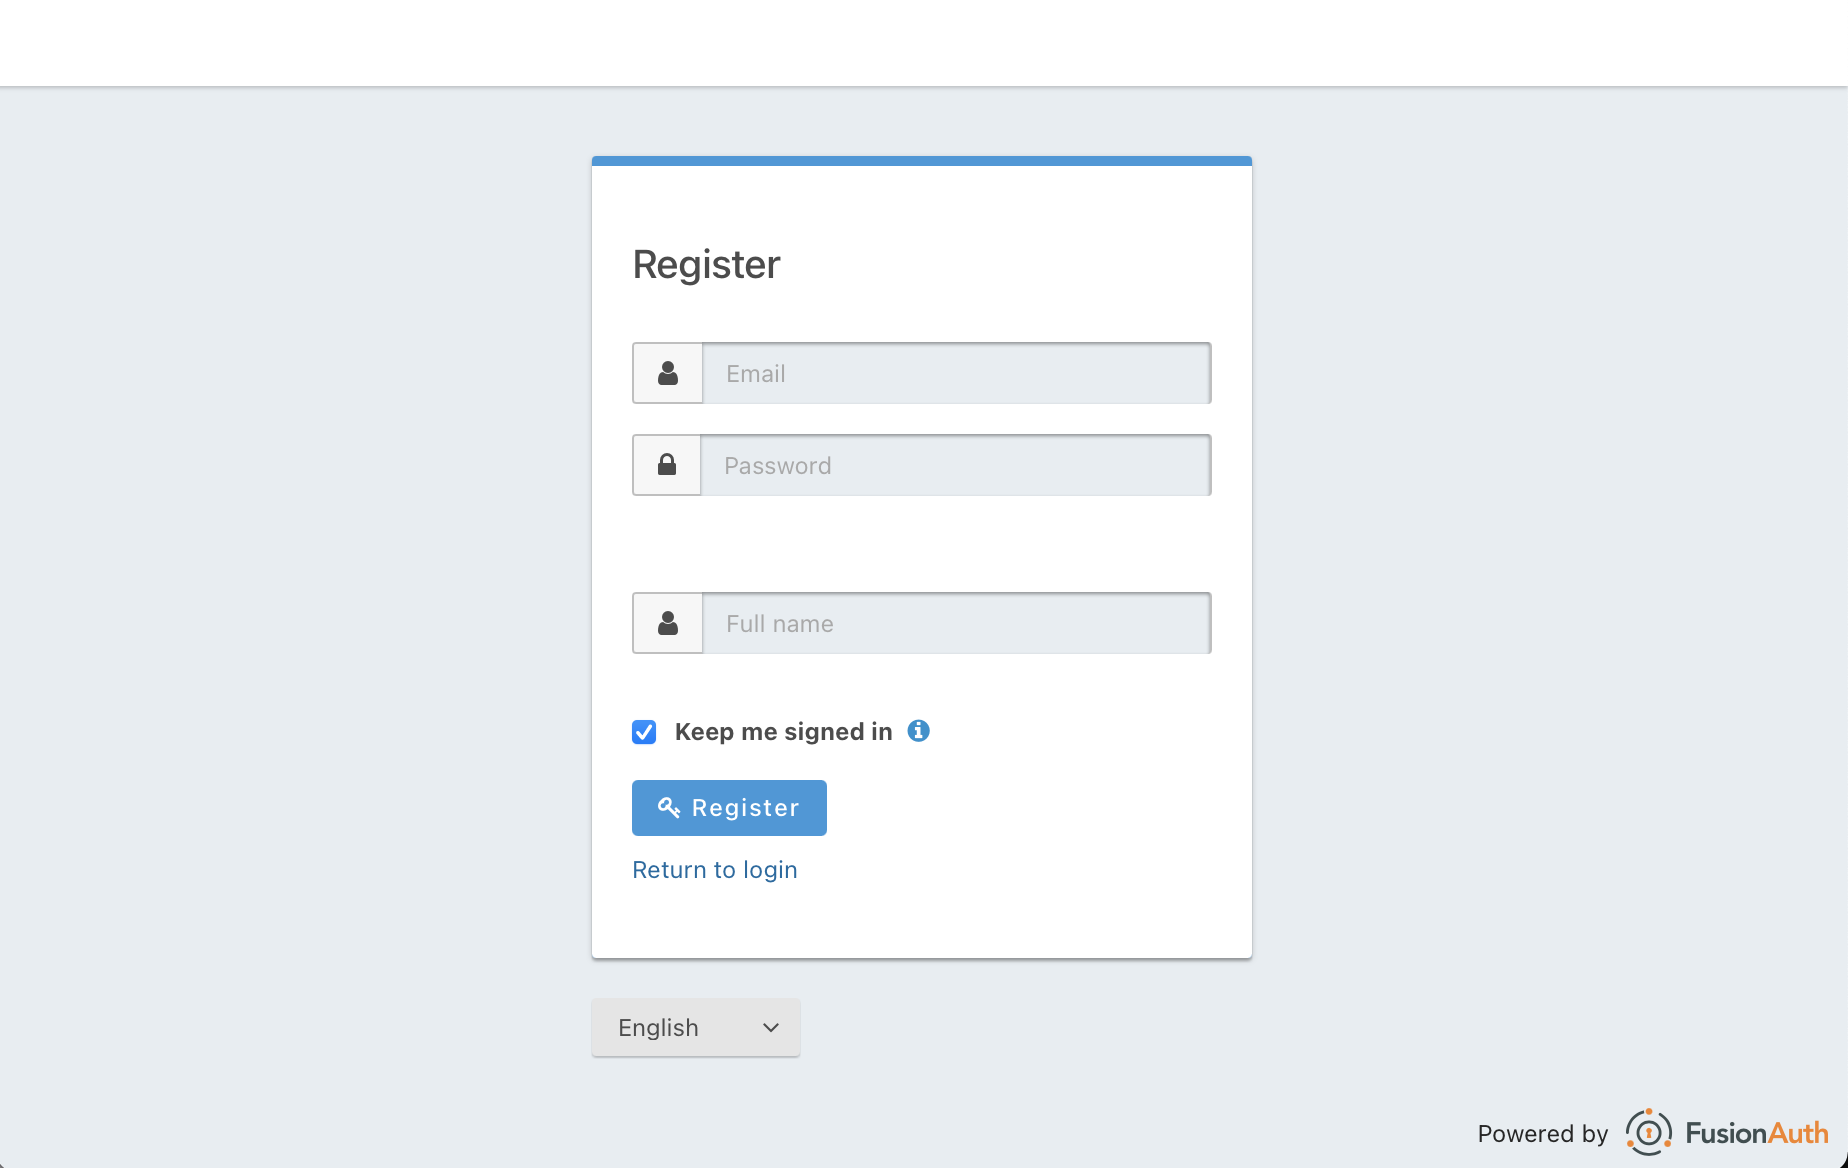 Register
Email
Password
Full name
Keep me signed in
Register
Return to login
English
Powered by FusionAuth